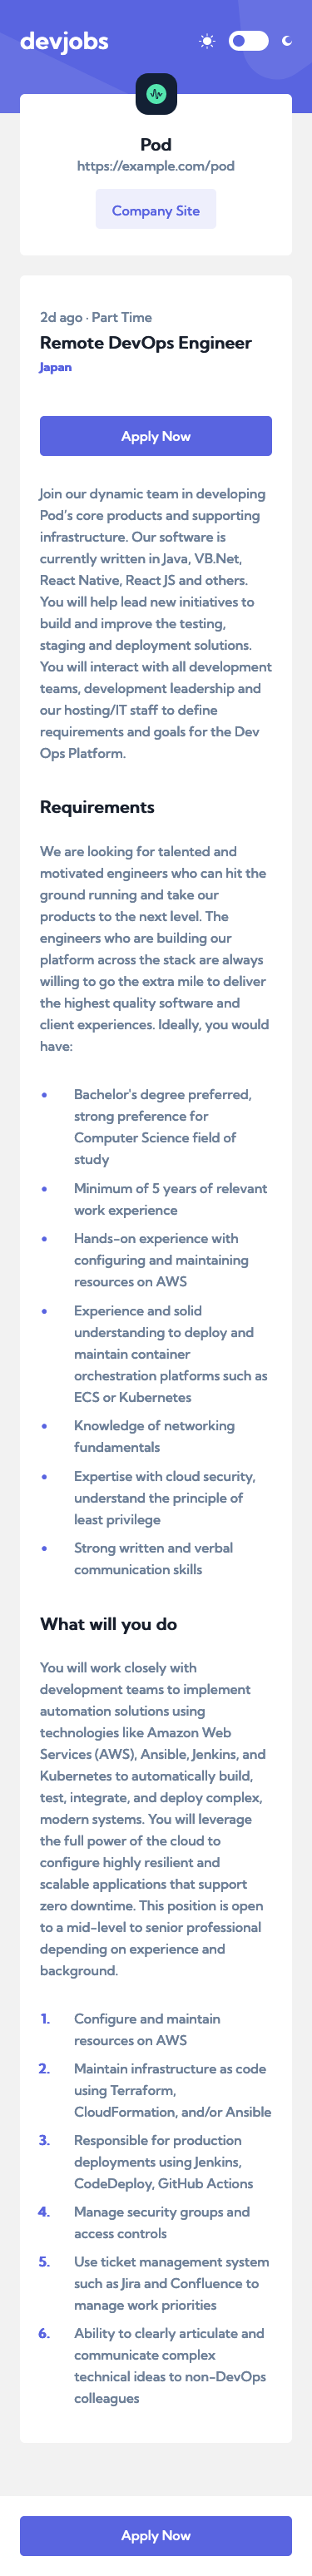 devjobs
Pod
https://example.com/pod
Company Site
2d ago · Part Time
Remote DevOps Engineer
Japan
Apply Now
Join our dynamic team in developing
Pod's core products and supporting
infrastructure. Our software is
currently written in Java, VB.Net,
React Native, React JS and others.
You will help lead new initiatives to
build and improve the testing,
staging and deployment solutions.
You will interact with all development
teams, development leadership and
our hosting/IT staff to define
requirements and goals for the Dev
Ops Platform.
Requirements
We are looking for talented and
motivated engineers who can hit the
ground running and take our
products to the next level. The
engineers who are building our
platform across the stack are always
willing to go the extra mile to deliver
the highest quality software and
client experiences. Ideally, you would
have:
• Bachelor's degree preferred,
strong preference for
Computer Science field of
study
• Minimum of 5 years of relevant
work experience
• Hands-on experience with
configuring and maintaining
resources on AWS
• Experience and solid
understanding to deploy and
maintain container
orchestration platforms such as
ECS or Kubernetes
• Knowledge of networking
fundamentals
• Expertise with cloud security,
understand the principle of
least privilege
• Strong written and verbal
communication skills
What will you do
You will work closely with
development teams to implement
automation solutions using
technologies like Amazon Web
Services (AWS), Ansible, Jenkins, and
Kubernetes to automatically build,
test, integrate, and deploy complex,
modern systems. You will leverage
the full power of the cloud to
configure highly resilient and
scalable applications that support
zero downtime. This position is open
to a mid-level to senior professional
depending on experience and
background.
1. Configure and maintain
resources on AWS
2. Maintain infrastructure as code
using Terraform,
CloudFormation, and/or Ansible
3. Responsible for production
deployments using Jenkins,
CodeDeploy, GitHub Actions
4. Manage security groups and
access controls
5. Use ticket management system
such as Jira and Confluence to
manage work priorities
6. Ability to clearly articulate and
communicate complex
technical ideas to non-DevOps
colleagues
Apply Now